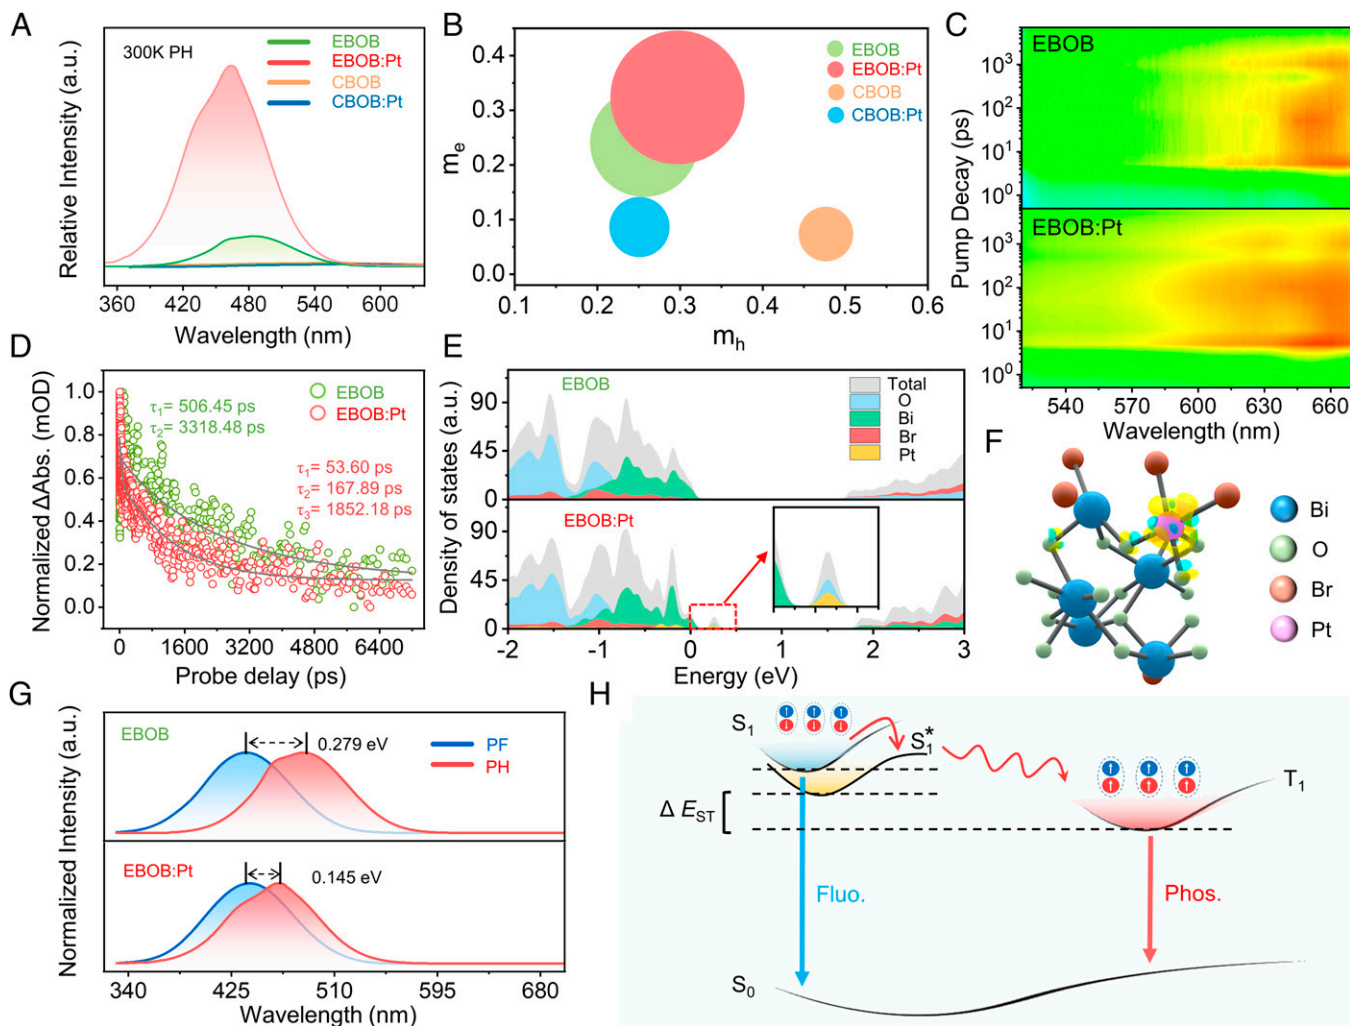 A
300K PH
EBOB
EBOB:Pt
CBOB
CBOB:Pt
Relative Intensity (a.u.)
360 420 480 540 600
Wavelength (nm)
B
0.4
0.3
0.2
0.1
0.0
m_e
EBOB
EBOB:Pt
CBOB
CBOB:Pt
0.1 0.2 0.3 0.4 0.5 0.6
m_h
C
EBOB
10³
10²
10¹
10⁰
EBOB:Pt
10³
10²
10¹
10⁰
Pump Decay (ps)
540 570 600 630 660
Wavelength (nm)
D
1.0
0.8
0.6
0.4
0.2
0.0
Normalized ΔAbs. (mOD)
EBOB
EBOB:Pt
τ₁= 506.45 ps
τ₂= 3318.48 ps
τ₁= 53.60 ps
τ₂= 167.89 ps
τ₃= 1852.18 ps
0 1600 3200 4800 6400
Probe delay (ps)
E
EBOB
90
45
0
Total
O
Bi
Br
Pt
EBOB:Pt
90
45
0
Density of states (a.u.)
-2 -1 0 1 2 3
Energy (eV)
F
Bi
O
Br
Pt
G
EBOB
0.279 eV
PF
PH
EBOB:Pt
0.145 eV
Normalized Intensity (a.u.)
340 425 510 595 680
Wavelength (nm)
H
S₁
S₁*
T₁
Δ E_ST
Fluo.
Phos.
S₀